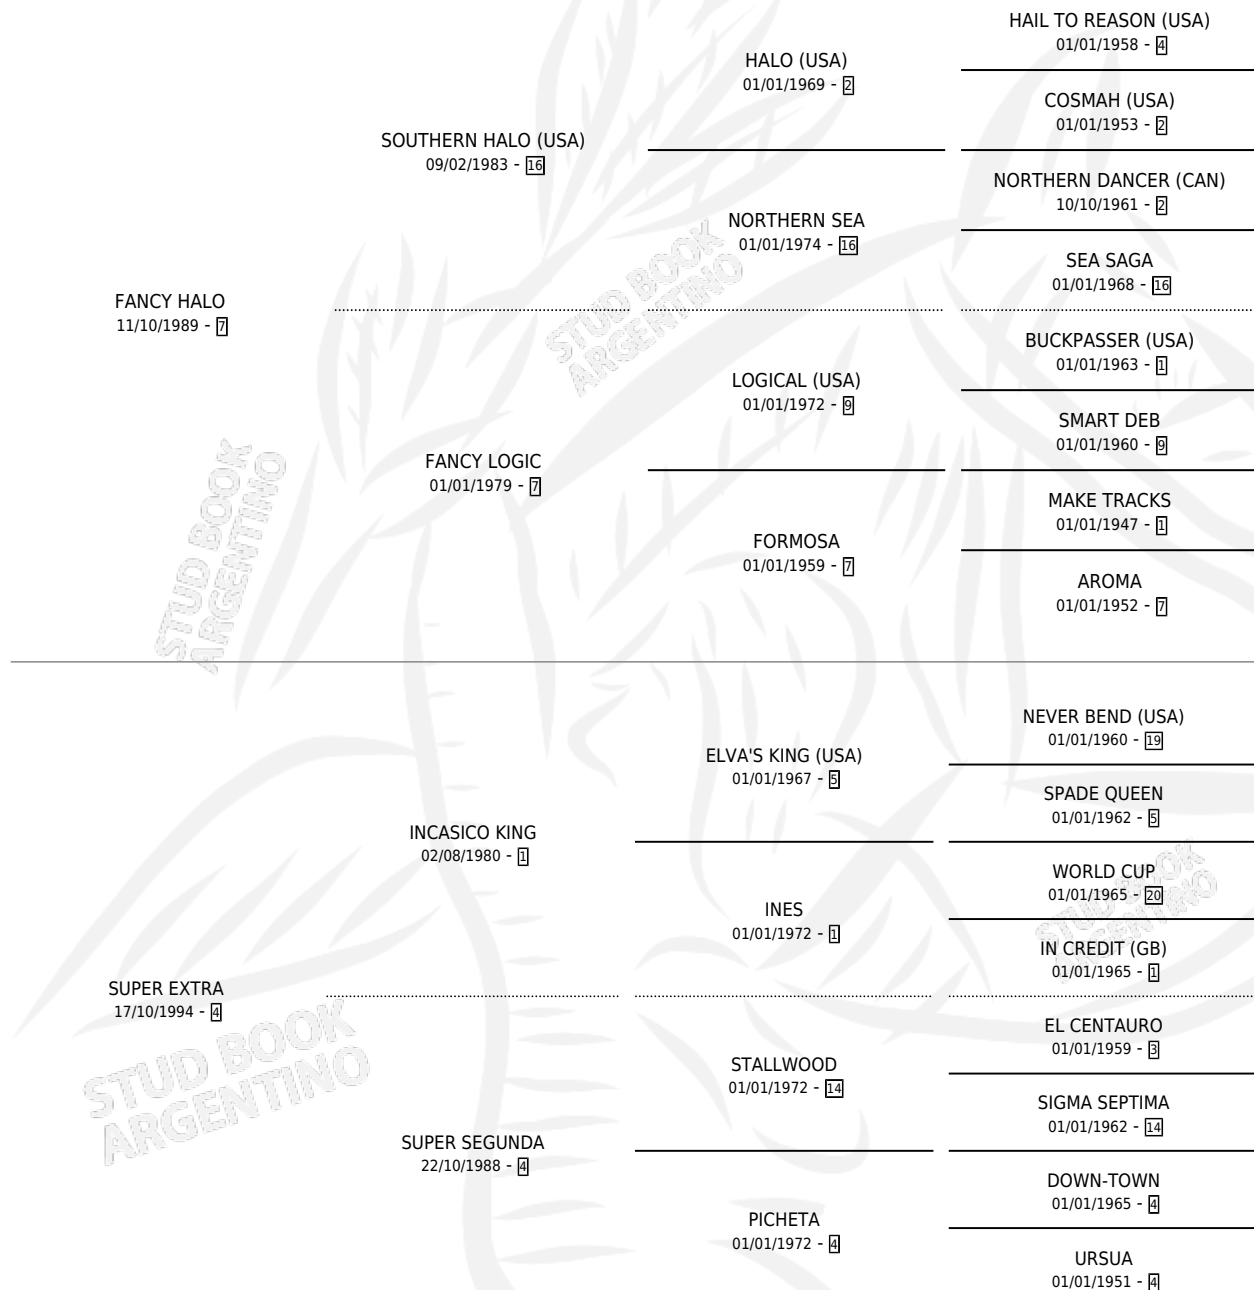 HAIL TO REASON (USA)
01/01/1958 - 4
HALO (USA)
01/01/1969 - 2
COSMAH (USA)
01/01/1953 - 2
SOUTHERN HALO (USA)
09/02/1983 - 16
NORTHERN DANCER (CAN)
10/10/1961 - 2
NORTHERN SEA
01/01/1974 - 16
SEA SAGA
01/01/1968 - 16
FANCY HALO
11/10/1989 - 7
BUCKPASSER (USA)
01/01/1963 - 1
LOGICAL (USA)
01/01/1972 - 9
SMART DEB
01/01/1960 - 9
FANCY LOGIC
01/01/1979 - 7
MAKE TRACKS
01/01/1947 - 1
FORMOSA
01/01/1959 - 7
AROMA
01/01/1952 - 7
NEVER BEND (USA)
01/01/1960 - 19
ELVA'S KING (USA)
01/01/1967 - 5
SPADE QUEEN
01/01/1962 - 5
INCASICO KING
02/08/1980 - 1
WORLD CUP
01/01/1965 - 20
INES
01/01/1972 - 1
IN CREDIT (GB)
01/01/1965 - 1
SUPER EXTRA
17/10/1994 - 4
EL CENTAURO
01/01/1959 - 3
STALLWOOD
01/01/1972 - 14
SIGMA SEPTIMA
01/01/1962 - 14
SUPER SEGUNDA
22/10/1988 - 4
DOWN-TOWN
01/01/1965 - 4
PICHETA
01/01/1972 - 4
URSUA
01/01/1951 - 4
STUD BOOK
ARGENTINO
STUD BOOK
ARGENTINO
STUD BOOK
ARGENTINO
STUD BOOK
ARGENTINO